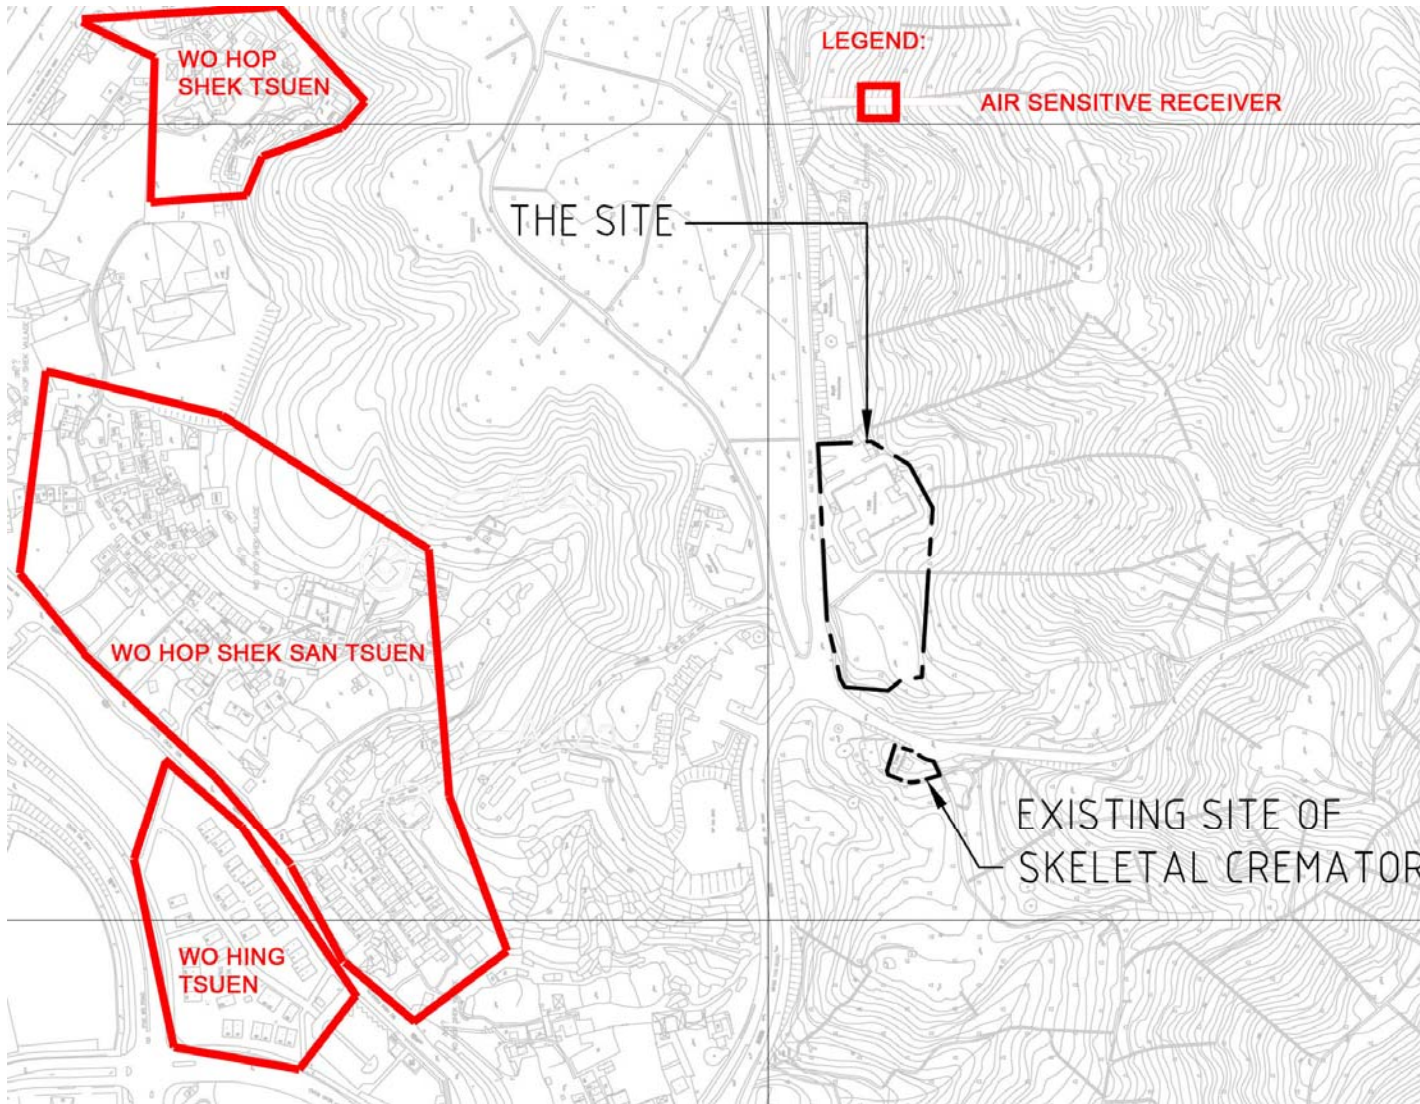 WO HOP
SHEK TSUEN
LEGEND:
AIR SENSITIVE RECEIVER
THE SITE
WO HOP SHEK SAN TSUEN
EXISTING SITE OF
SKELETAL CREMATOR
WO HING
TSUEN